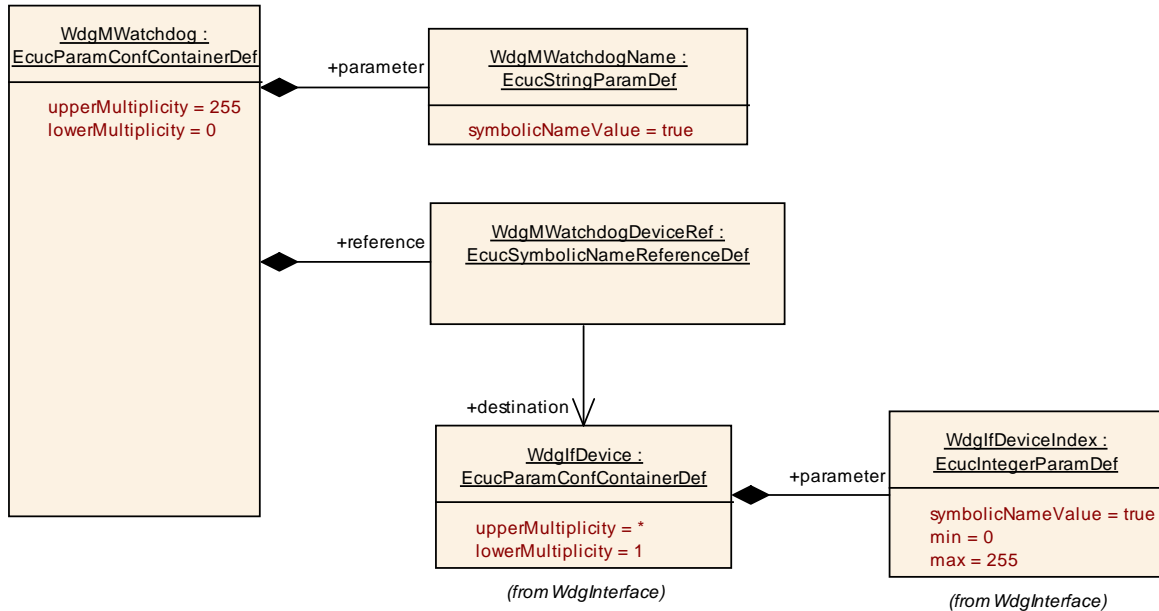 WdgMWatchdog :
EcucParamConfContainerDef
upperMultiplicity = 255
lowerMultiplicity = 0
+parameter
WdgMWatchdogName :
EcucStringParamDef
symbolicNameValue = true
+reference
WdgMWatchdogDeviceRef :
EcucSymbolicNameReferenceDef
+destination
WdgIfDevice :
EcucParamConfContainerDef
upperMultiplicity = *
lowerMultiplicity = 1
(from WdgInterface)
+parameter
WdgIfDeviceIndex :
EcucIntegerParamDef
symbolicNameValue = true
min = 0
max = 255
(from WdgInterface)